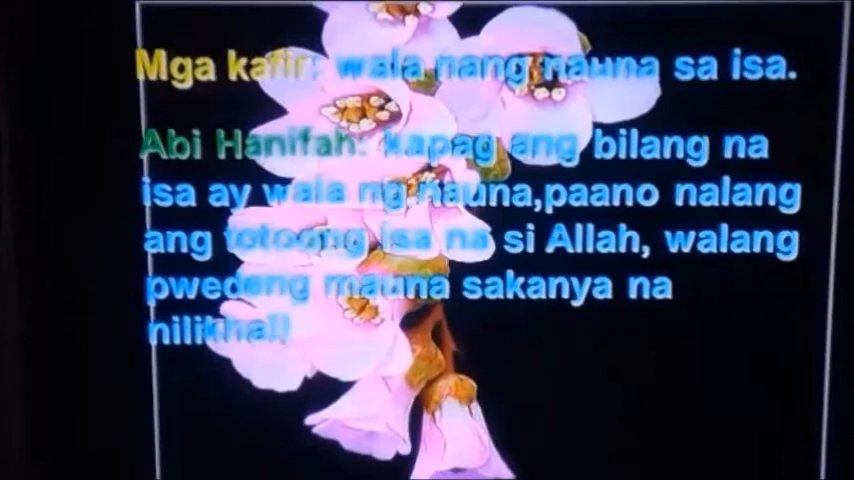 Mga kafir: wala nang nauna sa isa.
Abi Hanifah: kapag ang bilang na
isa ay wala ng nauna,paano nalang
ang totoong isa na si Allah, walang
pwedeng mauna sakanya na
nilikha!!